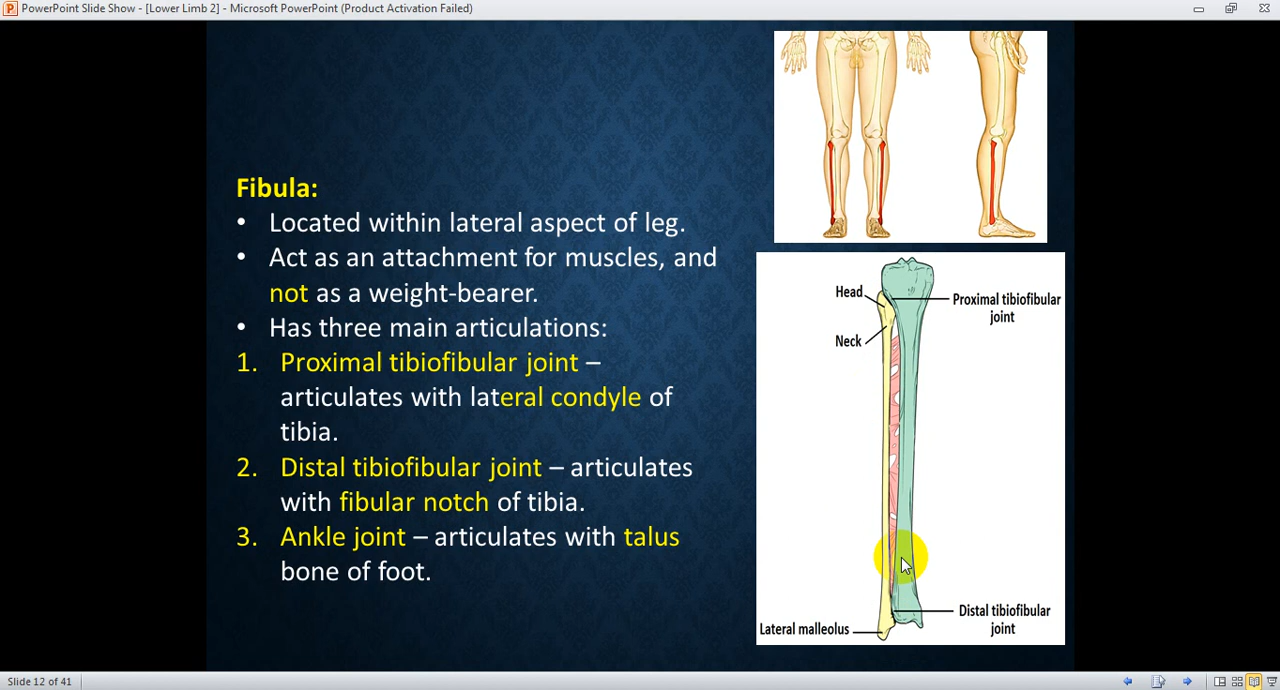 PowerPoint Slide Show - [Lower Limb 2] - Microsoft PowerPoint (Product Activation Failed)
Fibula:
• Located within lateral aspect of leg.
• Act as an attachment for muscles, and
not as a weight-bearer.
• Has three main articulations:
1. Proximal tibiofibular joint –
articulates with lateral condyle of
tibia.
2. Distal tibiofibular joint – articulates
with fibular notch of tibia.
3. Ankle joint – articulates with talus
bone of foot.
Head
Proximal tibiofibular
joint
Neck
Distal tibiofibular
joint
Lateral malleolus
Slide 12 of 41